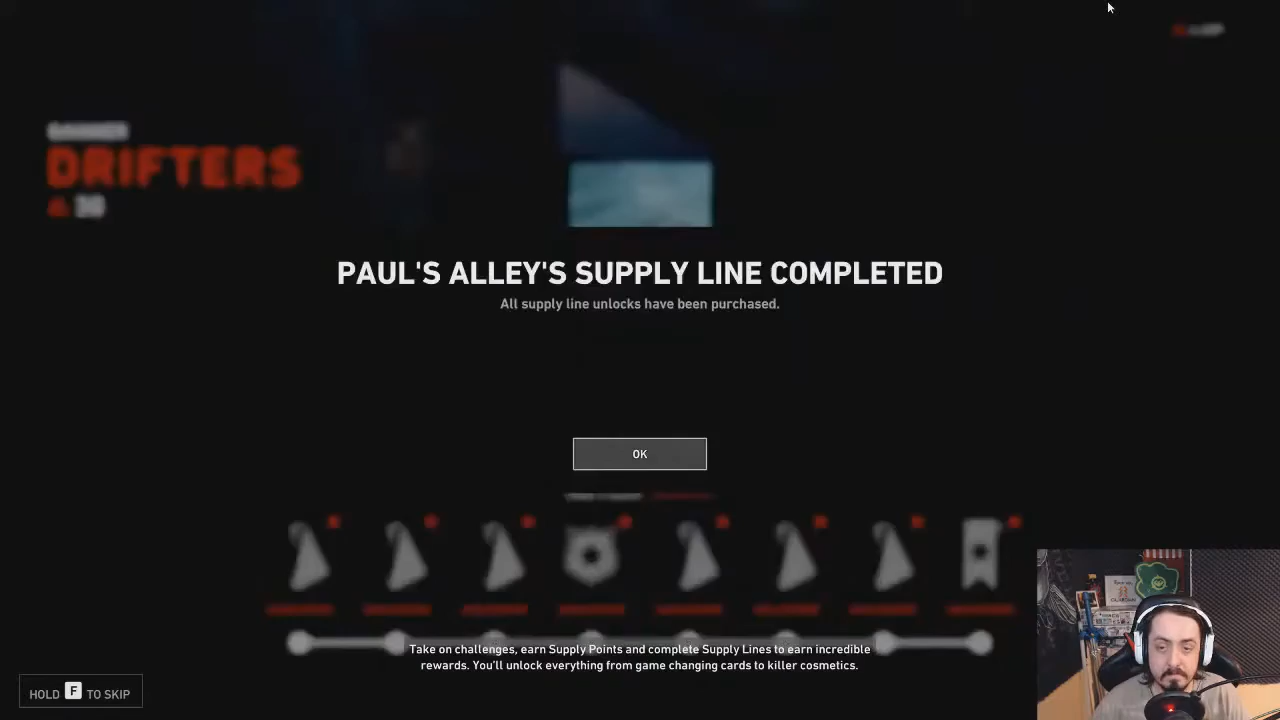 BANNER
DRIFTERS
30
PAUL'S ALLEY'S SUPPLY LINE COMPLETED
All supply line unlocks have been purchased.
OK
Take on challenges, earn Supply Points and complete Supply Lines to earn incredible
rewards. You'll unlock everything from game changing cards to killer cosmetics.
HOLD F TO SKIP